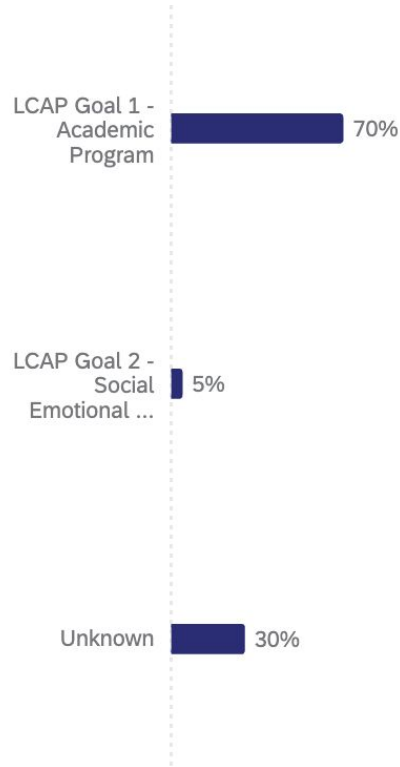 LCAP Goal 1 -
Academic
Program
70%
LCAP Goal 2 -
Social
Emotional ...
5%
Unknown
30%